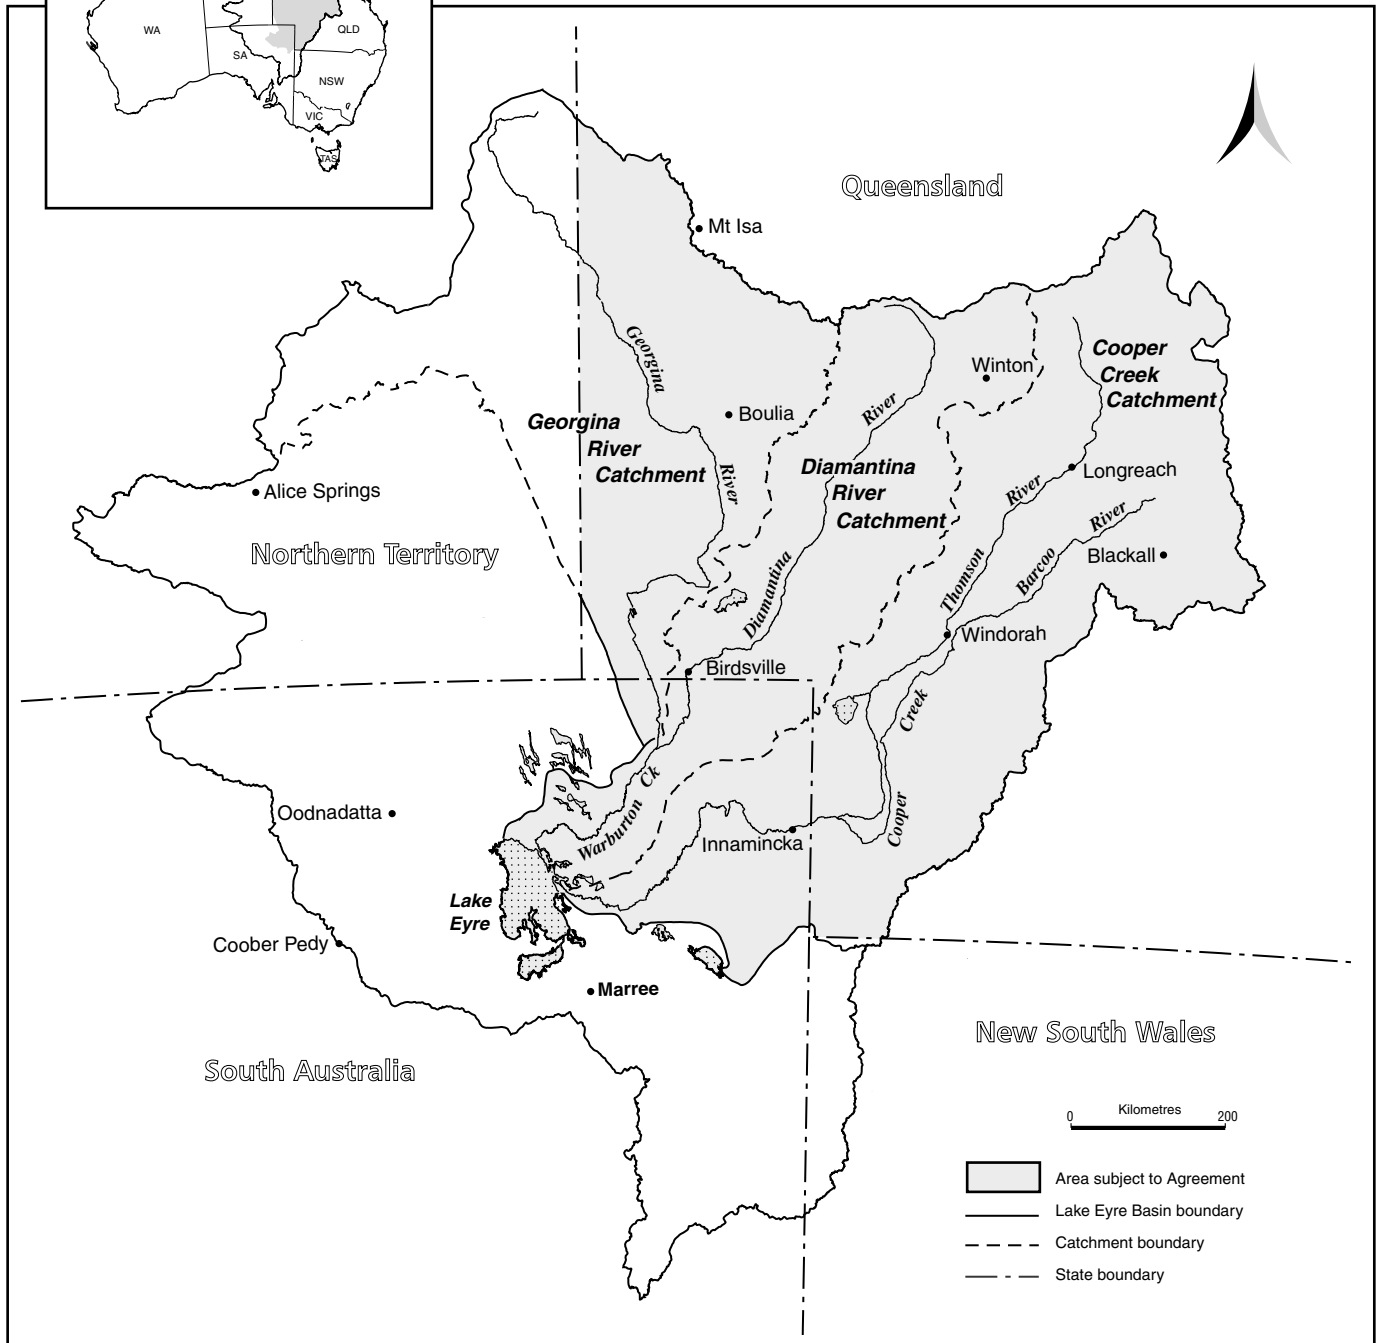 WA
QLD
SA
NSW
VIC
TAS
Queensland
Mt Isa
Georgina
River
Winton
Cooper
Creek
Catchment
Boulia
River
Georgina
River
Catchment
Diamantina
River
Catchment
Longreach
River
River
Alice Springs
Northern Territory
Blackall
Thomson
Barcoo
Diamantina
Windorah
Birdsville
Creek
Oodnadatta
Warburton Ck
Innamincka
Cooper
Lake
Eyre
Coober Pedy
Marree
South Australia
New South Wales
Kilometres
0 200
Area subject to Agreement
Lake Eyre Basin boundary
Catchment boundary
State boundary